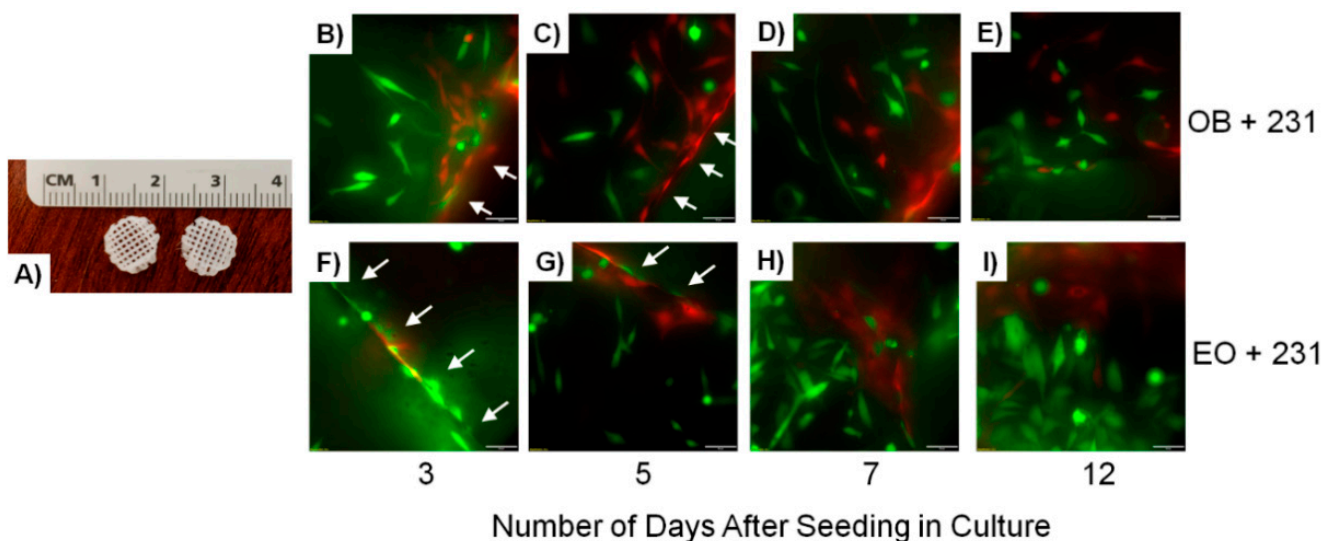 A)
CM 1 2 3 4
B)
C)
D)
E)
OB + 231
F)
G)
H)
I)
EO + 231
3
5
7
12
Number of Days After Seeding in Culture